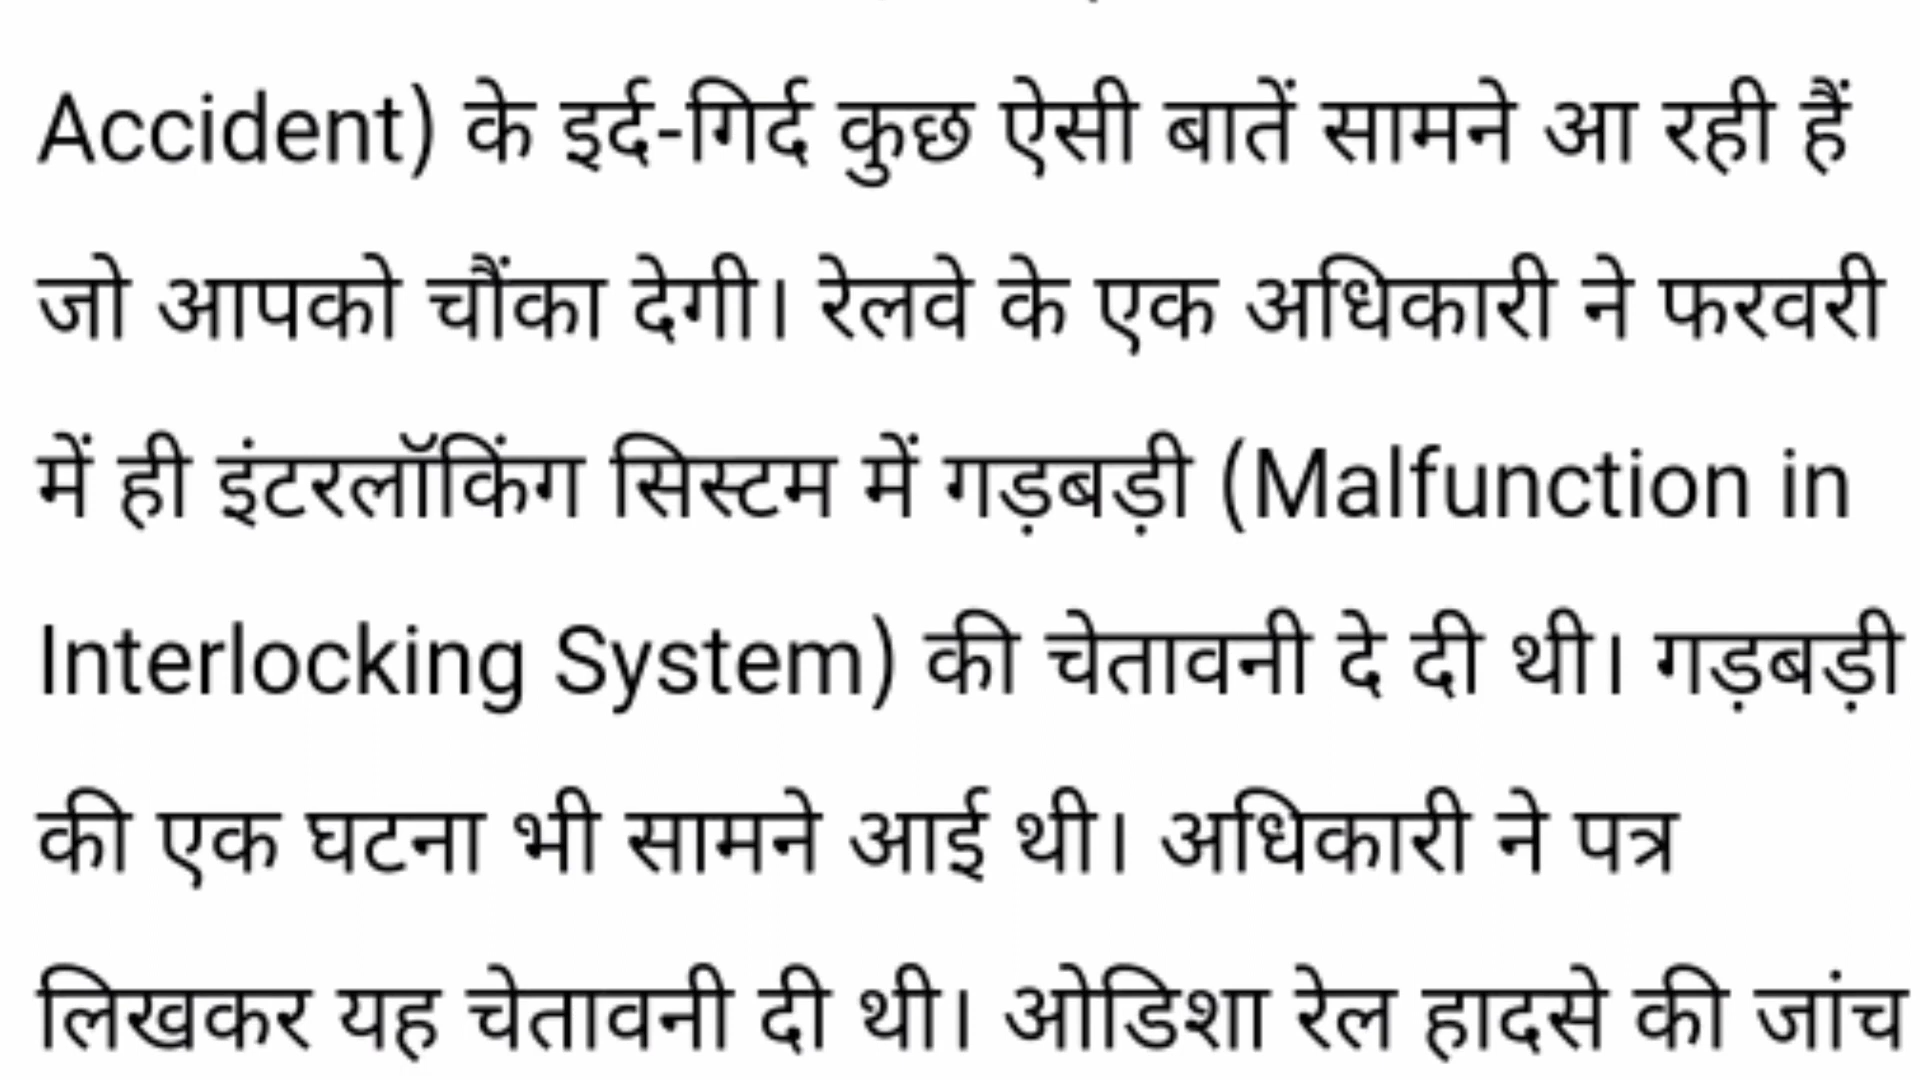 Accident) के इर्द-गिर्द कुछ ऐसी बातें सामने आ रही हैं
जो आपको चौंका देगी। रेलवे के एक अधिकारी ने फरवरी
में ही इंटरलॉकिंग सिस्टम में गड़बड़ी (Malfunction in
Interlocking System) की चेतावनी दे दी थी। गड़बड़ी
की एक घटना भी सामने आई थी। अधिकारी ने पत्र
लिखकर यह चेतावनी दी थी। ओडिशा रेल हादसे की जांच